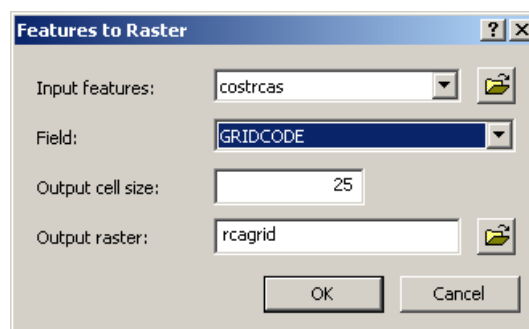 Features to Raster
Input features: costrcas
Field: GRIDCODE
Output cell size: 25
Output raster: rcagrid
OK Cancel